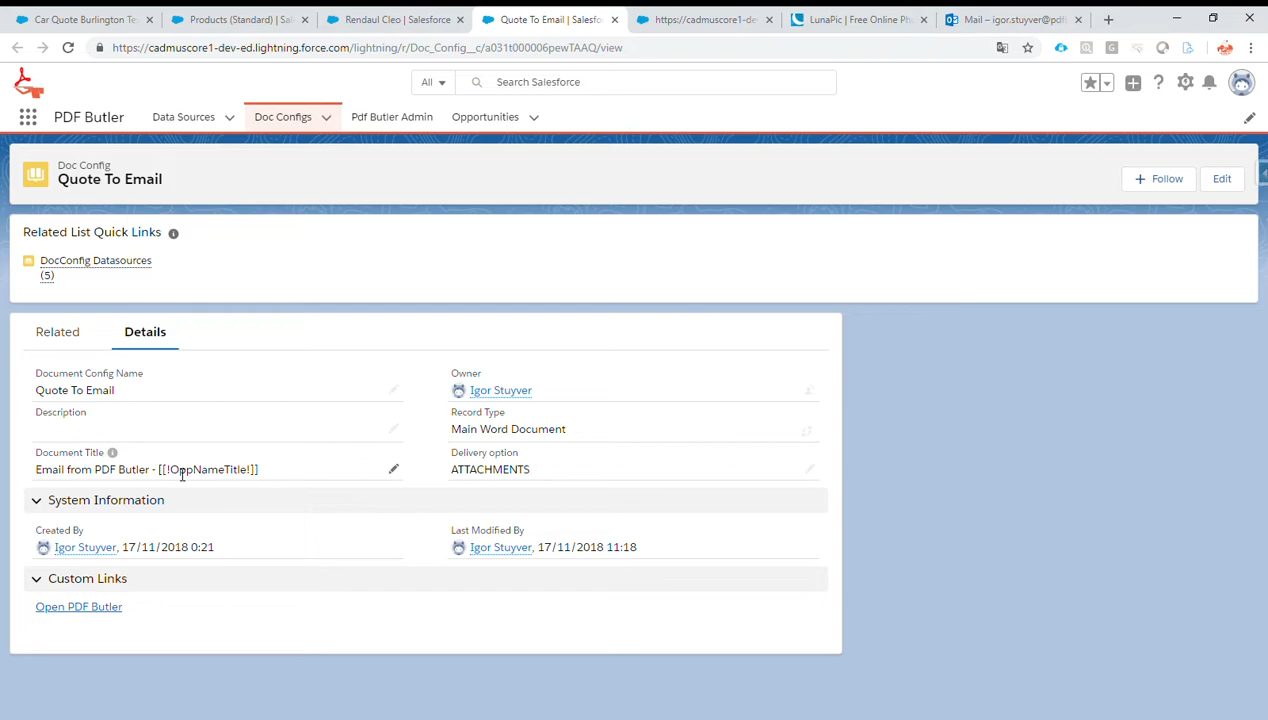 Car Quote Burlington Te
Products (Standard) | Sal
Rendaul Cleo | Salesforce
Quote To Email | Salesfo
https://cadmuscore1-de
LunaPic | Free Online Ph
Mail – igor.stuyver@pdf
https://cadmuscore1-dev-ed.lightning.force.com/lightning/r/Doc_Config__c/a031t000006pewTAAQ/view
All
Search Salesforce
PDF Butler
Data Sources
Doc Configs
Pdf Butler Admin
Opportunities
Doc Config
Quote To Email
+ Follow
Edit
Related List Quick Links
DocConfig Datasources
(5)
Related
Details
Document Config Name
Quote To Email
Owner
Igor Stuyver
Description
Record Type
Main Word Document
Document Title
Email from PDF Butler - [[!OppNameTitle!]]
Delivery option
ATTACHMENTS
System Information
Created By
Igor Stuyver, 17/11/2018 0:21
Last Modified By
Igor Stuyver, 17/11/2018 11:18
Custom Links
Open PDF Butler